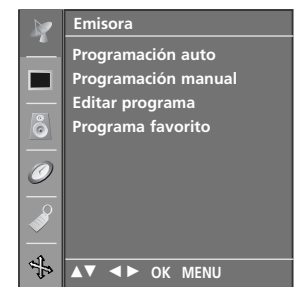 Emisora
Programación auto
Programación manual
Editar programa
Programa favorito
▲▼ ◄► OK MENU